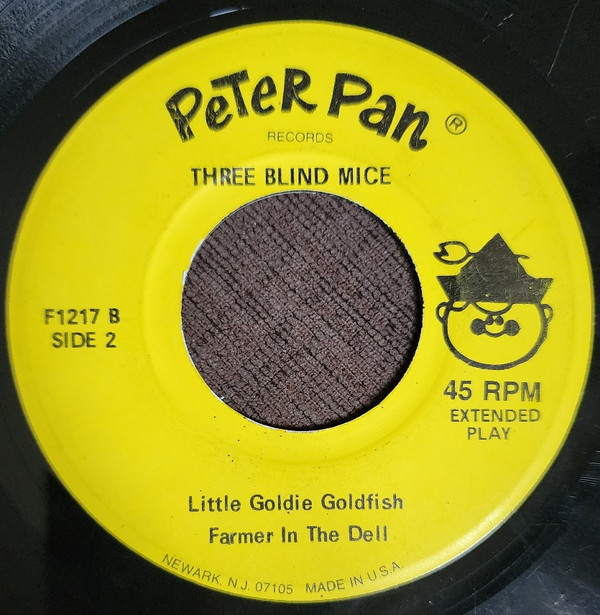 PeTeR Pan ®
RECORDS
THREE BLIND MICE
F1217 B
SIDE 2
45 RPM
EXTENDED
PLAY
Little Goldie Goldfish
Farmer In The Dell
NEWARK, N.J. 07105 MADE IN U.S.A.